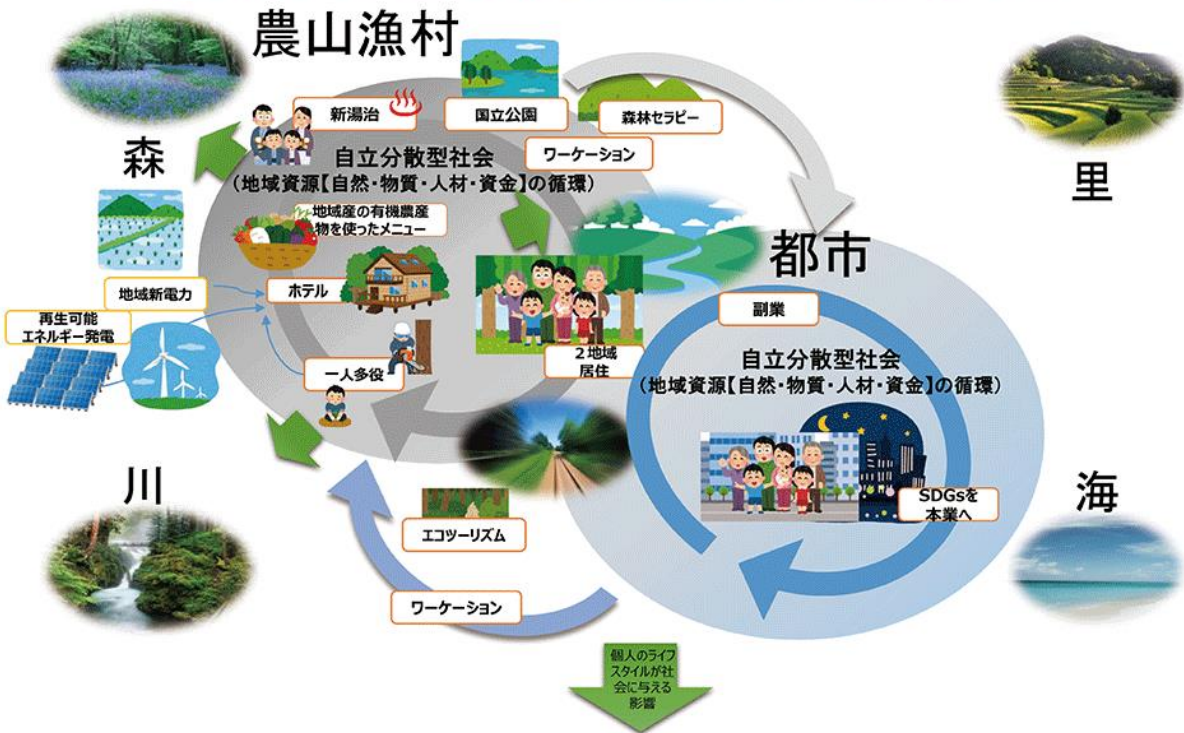 農山漁村
新湯治
国立公園
森林セラピー
ワーケーション
森
里
自立分散型社会
（地域資源【自然・物質・人材・資金】の循環）
地域産の有機農産
物を使ったメニュー
都市
ホテル
地域新電力
再生可能
エネルギー発電
副業
一人多役
２地域
居住
自立分散型社会
（地域資源【自然・物質・人材・資金】の循環）
川
海
SDGsを
本業へ
エコツーリズム
ワーケーション
個人のライフ
スタイルが社
会に与える
影響